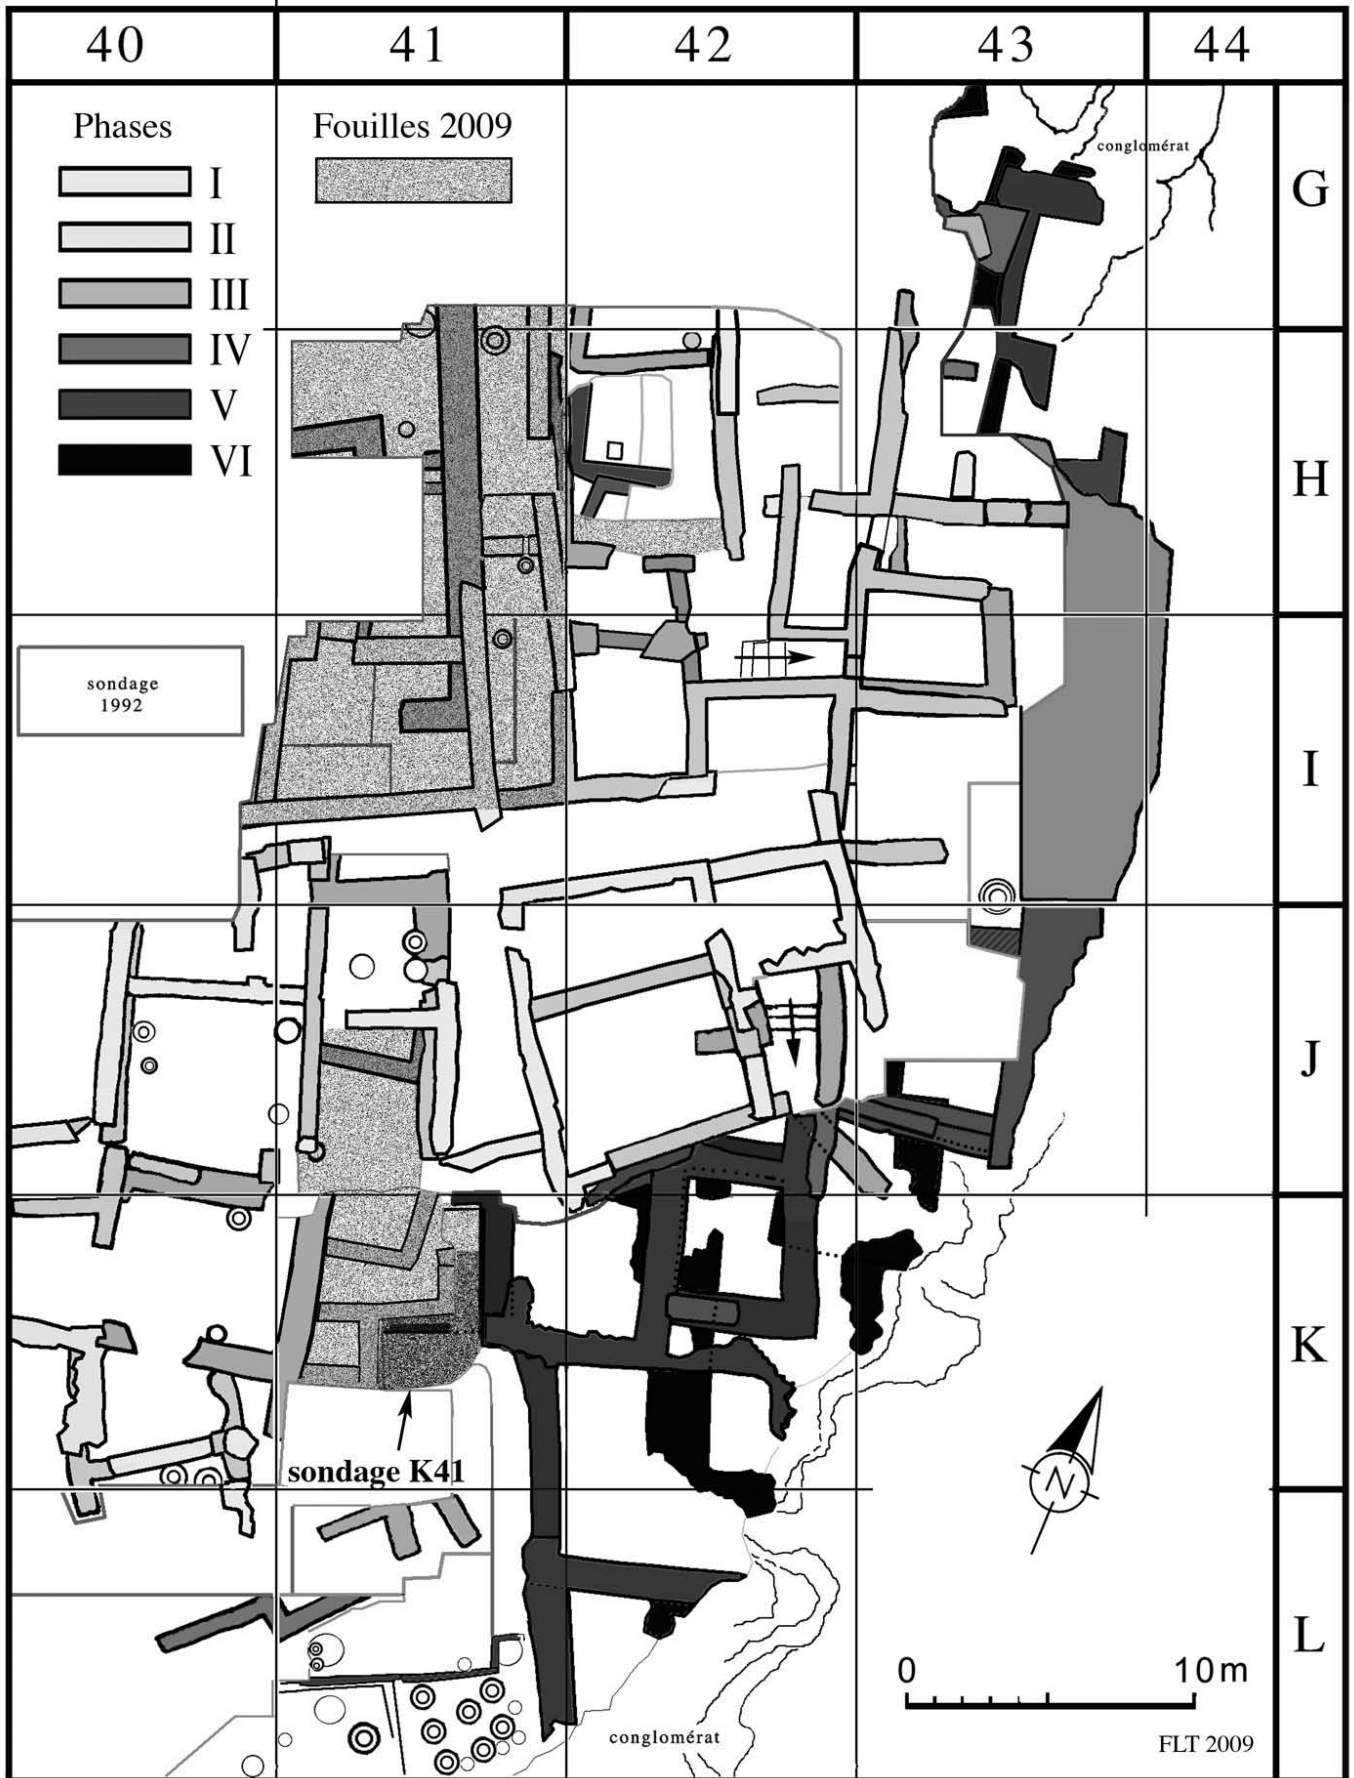 40 41 42 43 44
Phases
Fouilles 2009
I
II
III
IV
V
VI
conglomérat
G
H
sondage
1992
I
J
K
sondage K41
N
L
0 10m
conglomérat
FLT 2009